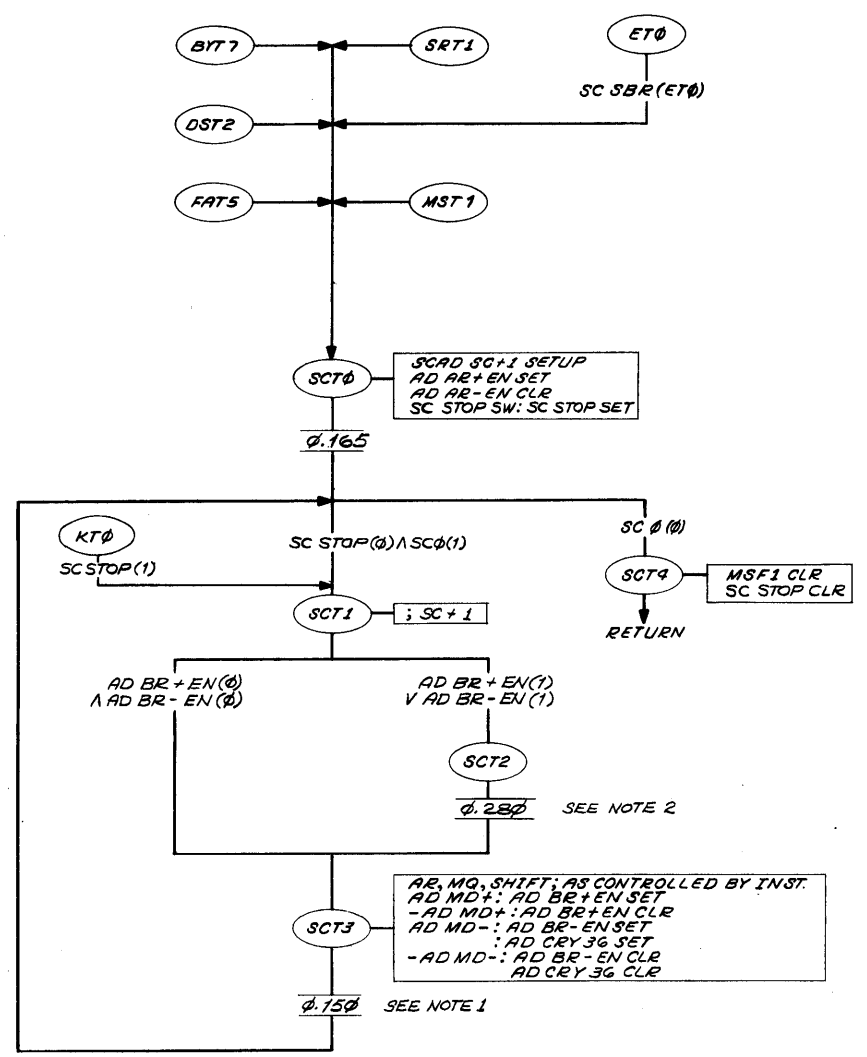 BYT7
SRT1
ETØ
SC SBR (ETØ)
DST2
FAT5
MST1
SCTØ
SCAD SC+1 SETUP
AD AR+EN SET
AD AR-EN CLR
SC STOP SW: SC STOP SET
Ø.165
KTØ
SC STOP(Ø)ΛSCØ(1)
SC Ø(Ø)
SC STOP(1)
SCT4
MSF1 CLR
SC STOP CLR
SCT1
; SC + 1
RETURN
AD BR + EN(Ø)
Λ AD BR - EN(Ø)
AD BR + EN(1)
V AD BR - EN(1)
SCT2
Ø.28Ø
SEE NOTE 2
AR, MQ, SHIFT; AS CONTROLLED BY INST.
AD MD+: AD BR+EN SET
-AD MD+: AD BR+EN CLR
SCT3
AD MD-: AD BR-EN SET
: AD CRY 36 SET
-AD MD-: AD BR-EN CLR
AD CRY 36 CLR
Ø.15Ø
SEE NOTE 1